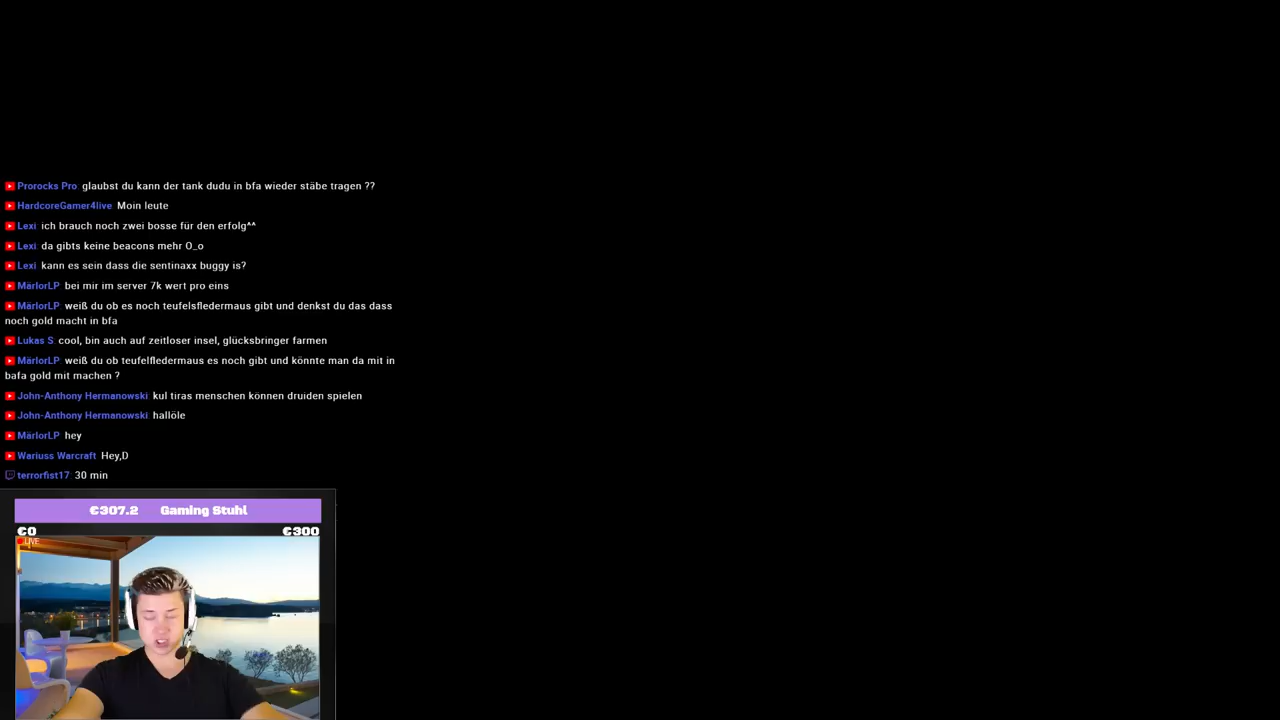 Prorocks Pro: glaubst du kann der tank dudu in bfa wieder stäbe tragen ??
HardcoreGamer4live: Moin leute
Lexi: ich brauch noch zwei bosse für den erfolg^^
Lexi: da gibts keine beacons mehr O_o
Lexi: kann es sein dass die sentinaxx buggy is?
MärlorLP: bei mir im server 7k wert pro eins
MärlorLP: weiß du ob es noch teufelsfledermaus gibt und denkst du das dass
noch gold macht in bfa
Lukas S: cool, bin auch auf zeitloser insel, glücksbringer farmen
MärlorLP: weiß du ob teufelfledermaus es noch gibt und könnte man da mit in
bafa gold mit machen ?
John-Anthony Hermanowski: kul tiras menschen können druiden spielen
John-Anthony Hermanowski: hallöle
MärlorLP: hey
Wariuss Warcraft: Hey,D
terrorfist17: 30 min
€307.2 Gaming Stuhl
€0 €300
LIVE